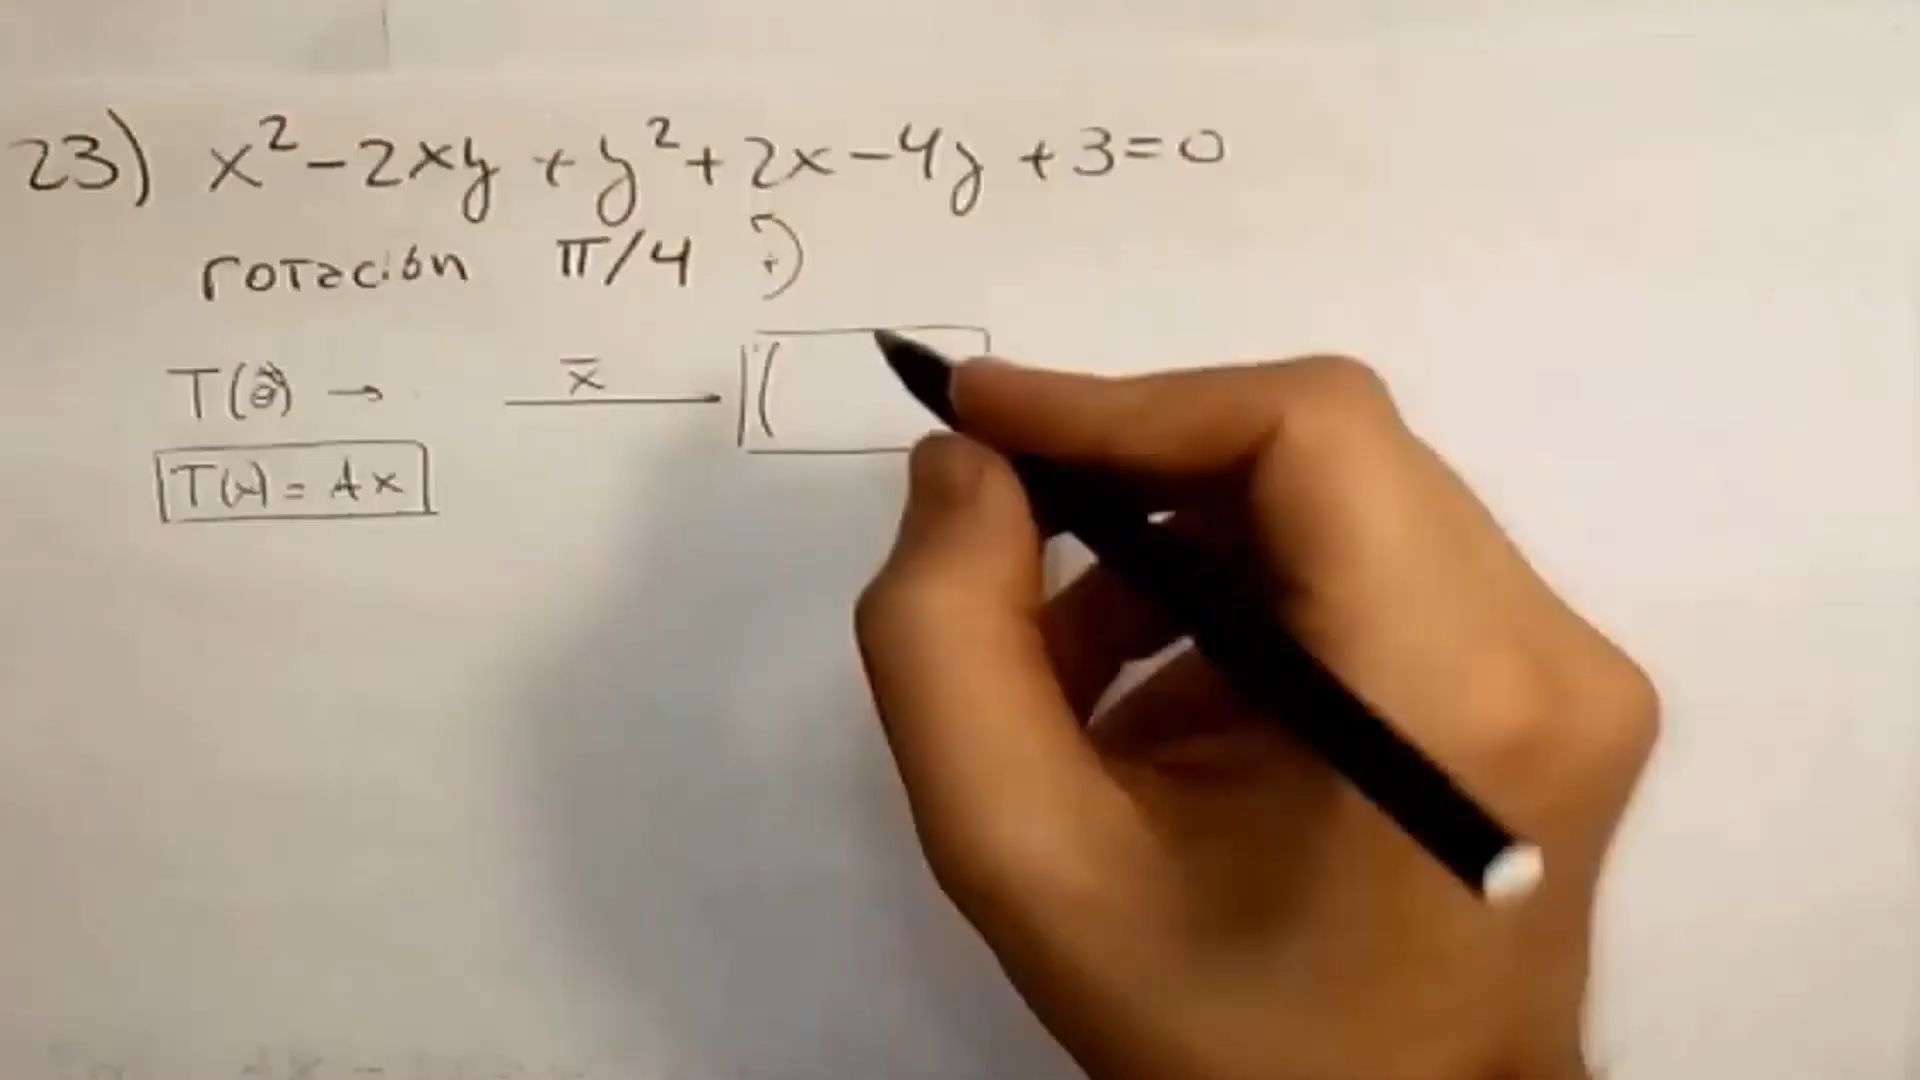 23) x² - 2xy + y² + 2x - 4y + 3 = 0
rotación π/4 (+)
T(a) → x̄ (
T(x) = Ax